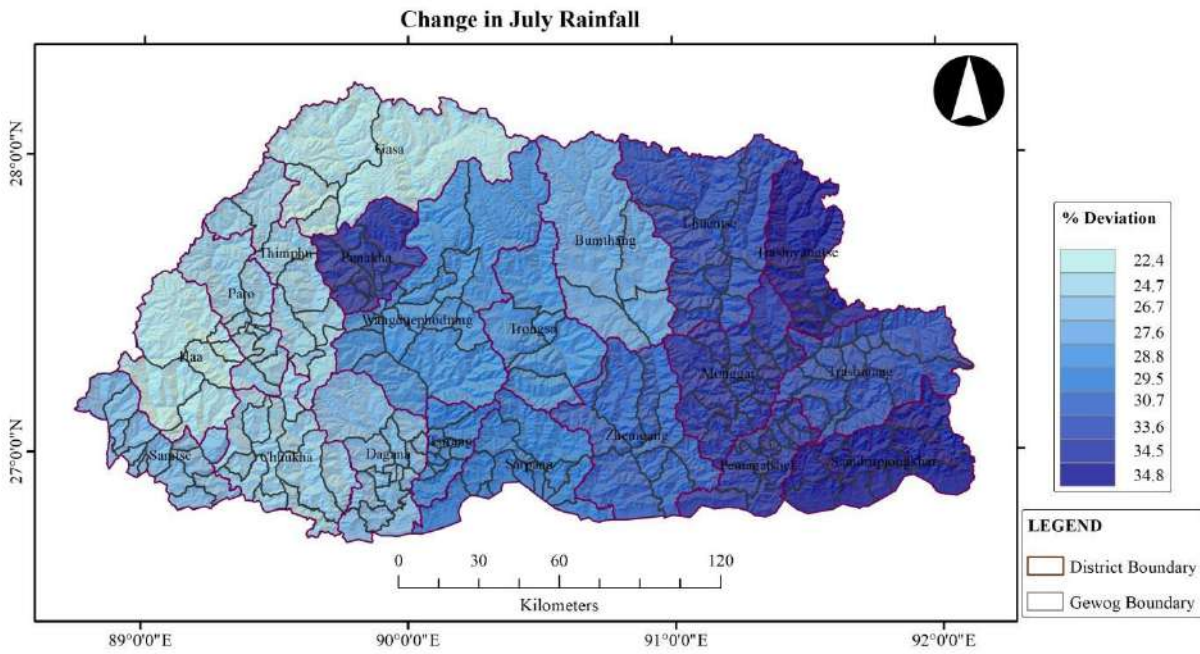 Change in July Rainfall
28°0'0"N
27°0'0"N
Gasa
Punakha
Thimphu
Paro
Haa
Wangduephodrang
Trongsa
Bumthang
Lhuentse
Trashiyangtse
Monggar
Trashigang
Samtse
Chhukha
Dagana
Tsirang
Sarpang
Zhemgang
Pemagatshel
Samdrupjongkhar
% Deviation
22.4
24.7
26.7
27.6
28.8
29.5
30.7
33.6
34.5
34.8
LEGEND
District Boundary
Gewog Boundary
0 30 60 120
Kilometers
89°0'0"E 90°0'0"E 91°0'0"E 92°0'0"E